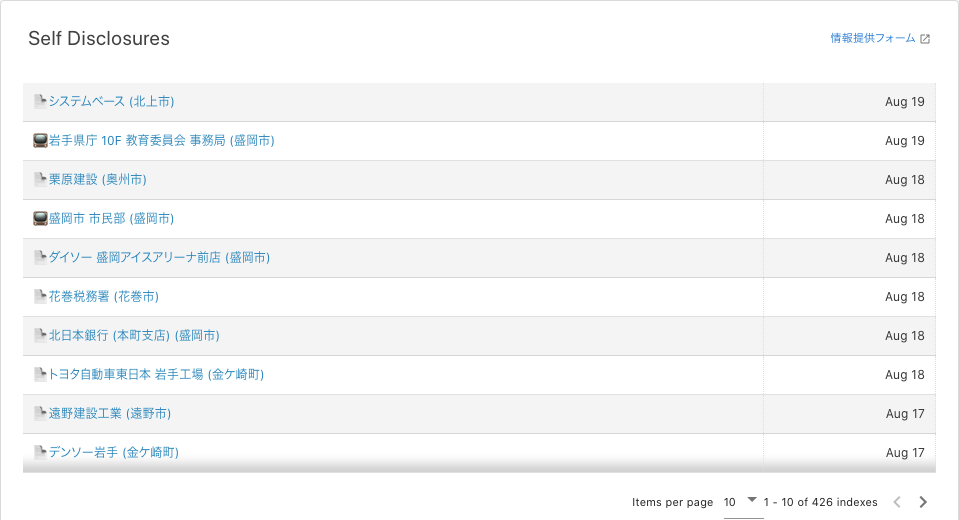 Self Disclosures
情報提供フォーム
システムベース (北上市) Aug 19
岩手県庁 10F 教育委員会 事務局 (盛岡市) Aug 19
栗原建設 (奥州市) Aug 18
盛岡市 市民部 (盛岡市) Aug 18
ダイソー 盛岡アイスアリーナ前店 (盛岡市) Aug 18
花巻税務署 (花巻市) Aug 18
北日本銀行 (本町支店) (盛岡市) Aug 18
トヨタ自動車東日本 岩手工場 (金ケ崎町) Aug 18
遠野建設工業 (遠野市) Aug 17
デンソー岩手 (金ケ崎町) Aug 17
Items per page 10 1 - 10 of 426 indexes